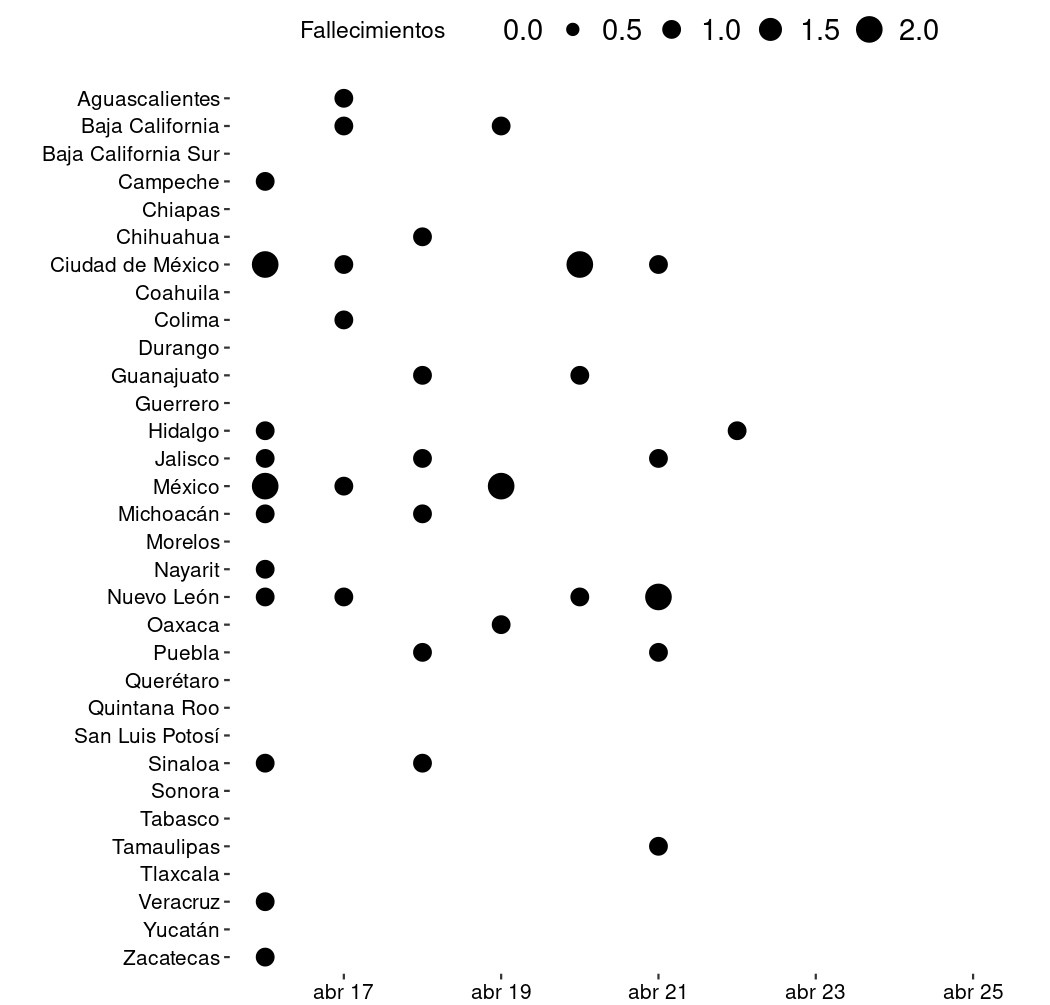 Fallecimientos 0.0 0.5 1.0 1.5 2.0
Aguascalientes
Baja California
Baja California Sur
Campeche
Chiapas
Chihuahua
Ciudad de México
Coahuila
Colima
Durango
Guanajuato
Guerrero
Hidalgo
Jalisco
México
Michoacán
Morelos
Nayarit
Nuevo León
Oaxaca
Puebla
Querétaro
Quintana Roo
San Luis Potosí
Sinaloa
Sonora
Tabasco
Tamaulipas
Tlaxcala
Veracruz
Yucatán
Zacatecas
abr 17 abr 19 abr 21 abr 23 abr 25